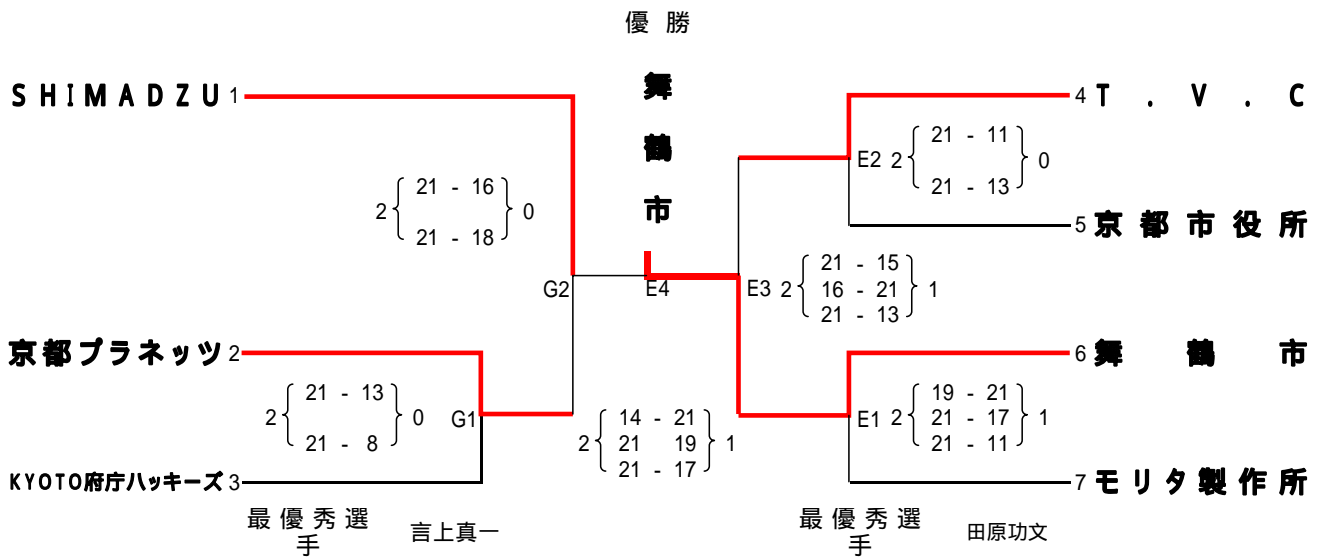 優 勝
舞
鶴
市
SHIMADZU 1
4 T . V . C
21 - 11
E2 2 0
21 - 13
21 - 16
2 0
21 - 18
5 京都市役所
21 - 15
G2 E4 E3 2 16 - 21 1
21 - 13
京都プラネッツ 2
6 舞鶴市
21 - 13
2 0 G1
21 - 8
14 - 21
2 21 19 1
21 - 17
19 - 21
E1 2 21 - 17 1
21 - 11
KYOTO府庁ハッキーズ 3
7 モリタ製作所
最優秀選
手
言上真一
最優秀選
手
田原功文